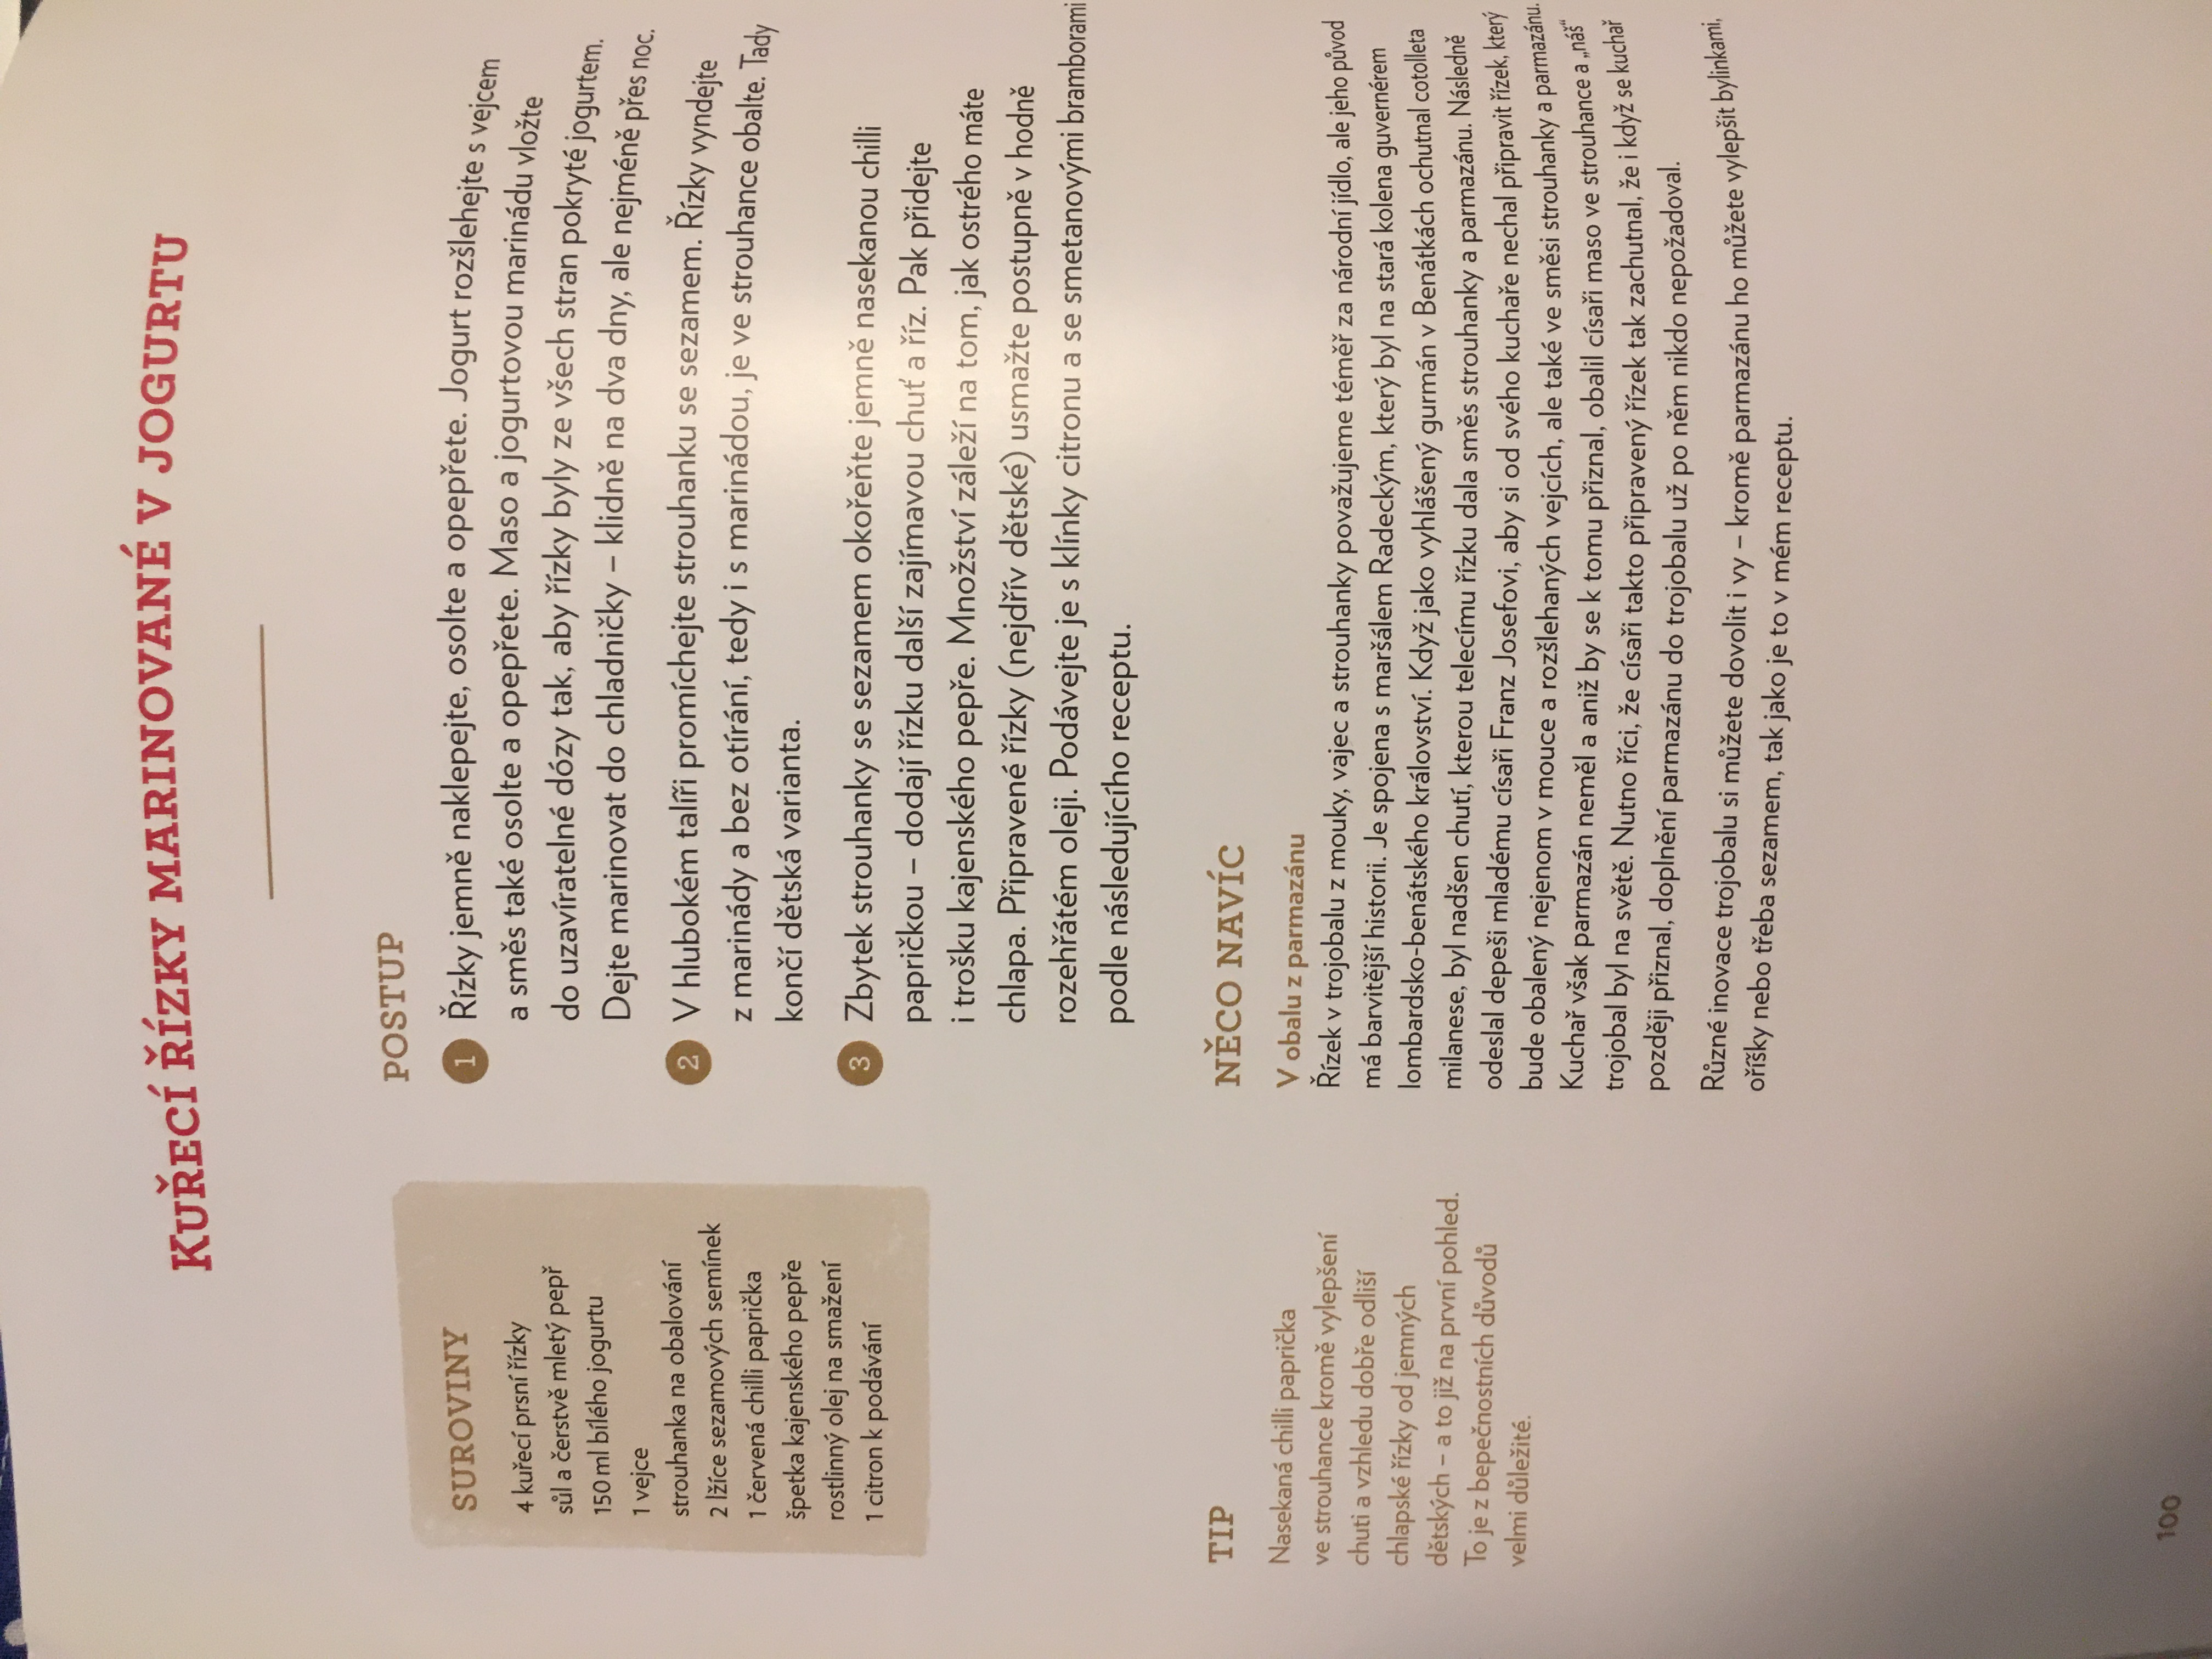 KUŘECÍ ŘÍZKY MARINOVANÉ V JOGURTU
SUROVINY
4 kuřecí prsní řízky
sůl a čerstvě mletý pepř
150 ml bílého jogurtu
1 vejce
strouhanka na obalování
2 lžíce sezamových semínek
1 červená chilli paprička
špetka kajenského pepře
rostlinný olej na smažení
1 citron k podávání
POSTUP
1 Řízky jemně naklepejte, osolte a opepřete. Jogurt rozšlehejte s vejcem
a směs také osolte a opepřete. Maso a jogurtovou marinádu vložte
do uzavíratelné dózy tak, aby řízky byly ze všech stran pokryté jogurtem.
Dejte marinovat do chladničky – klidně na dva dny, ale nejméně přes noc.
2 V hlubokém talíři promíchejte strouhanku se sezamem. Řízky vyndejte
z marinády a bez otírání, tedy i s marinádou, je ve strouhance obalte. Tady
končí dětská varianta.
3 Zbytek strouhanky se sezamem okořeňte jemně nasekanou chilli
papričkou – dodají řízku další zajímavou chuť a říz. Pak přidejte
i trošku kajenského pepře. Množství záleží na tom, jak ostrého máte
chlapa. Připravené řízky (nejdřív dětské) usmažte postupně v hodně
rozehřátém oleji. Podávejte je s klínky citronu a se smetanovými bramborami
podle následujícího receptu.
TIP
Nasekaná chilli paprička
ve strouhance kromě vylepšení
chuti a vzhledu dobře odliší
chlapské řízky od jemných
dětských – a to již na první pohled.
To je z bepečnostních důvodů
velmi důležité.
NĚCO NAVÍC
V obalu z parmazánu
Řízek v trojobalu z mouky, vajec a strouhanky považujeme téměř za národní jídlo, ale jeho původ
má barvitější historii. Je spojena s maršálem Radeckým, který byl na stará kolena guvernérem
lombardsko-benátského království. Když jako vyhlášený gurmán v Benátkách ochutnal cotolleta
milanese, byl nadšen chutí, kterou telecímu řízku dala směs strouhanky a parmazánu. Následně
odeslal depeši mladému císaři Franz Josefovi, aby si od svého kuchaře nechal připravit řízek, který
bude obalený nejenom v mouce a rozšlehaných vejcích, ale také ve směsi strouhanky a parmazánu.
Kuchař však parmazán neměl a aniž by se k tomu přiznal, obalil císaři maso ve strouhance a „náš“
trojobal byl na světě. Nutno říci, že císaři takto připravený řízek tak zachutnal, že i když se kuchař
později přiznal, doplnění parmazánu do trojobalu už po něm nikdo nepožadoval.
Různé inovace trojobalu si můžete dovolit i vy – kromě parmazánu ho můžete vylepšit bylinkami,
oříšky nebo třeba sezamem, tak jako je to v mém receptu.
100